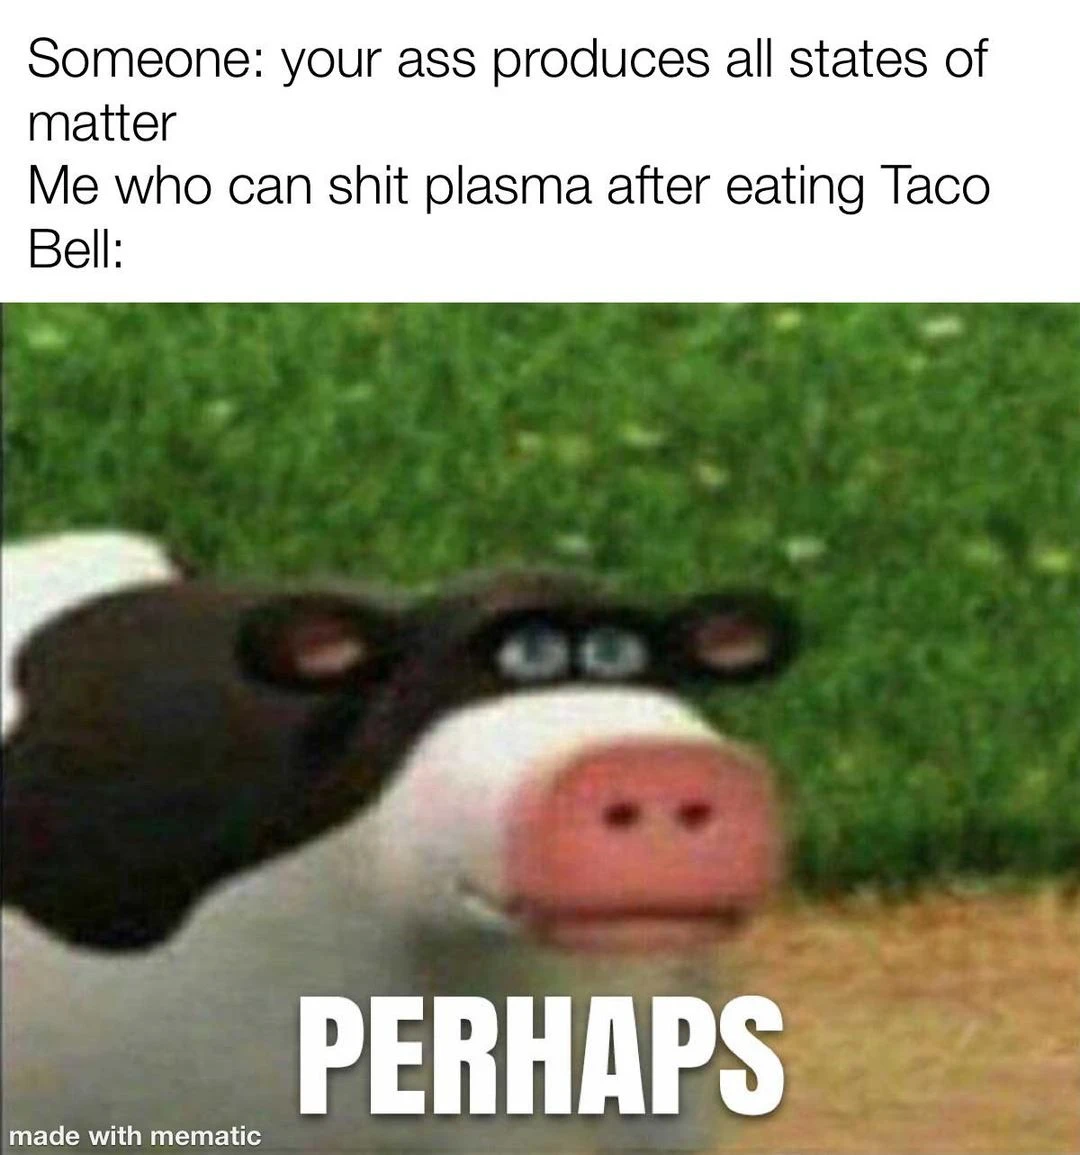 Someone: your ass produces all states of
matter
Me who can shit plasma after eating Taco
Bell:
PERHAPS
made with mematic